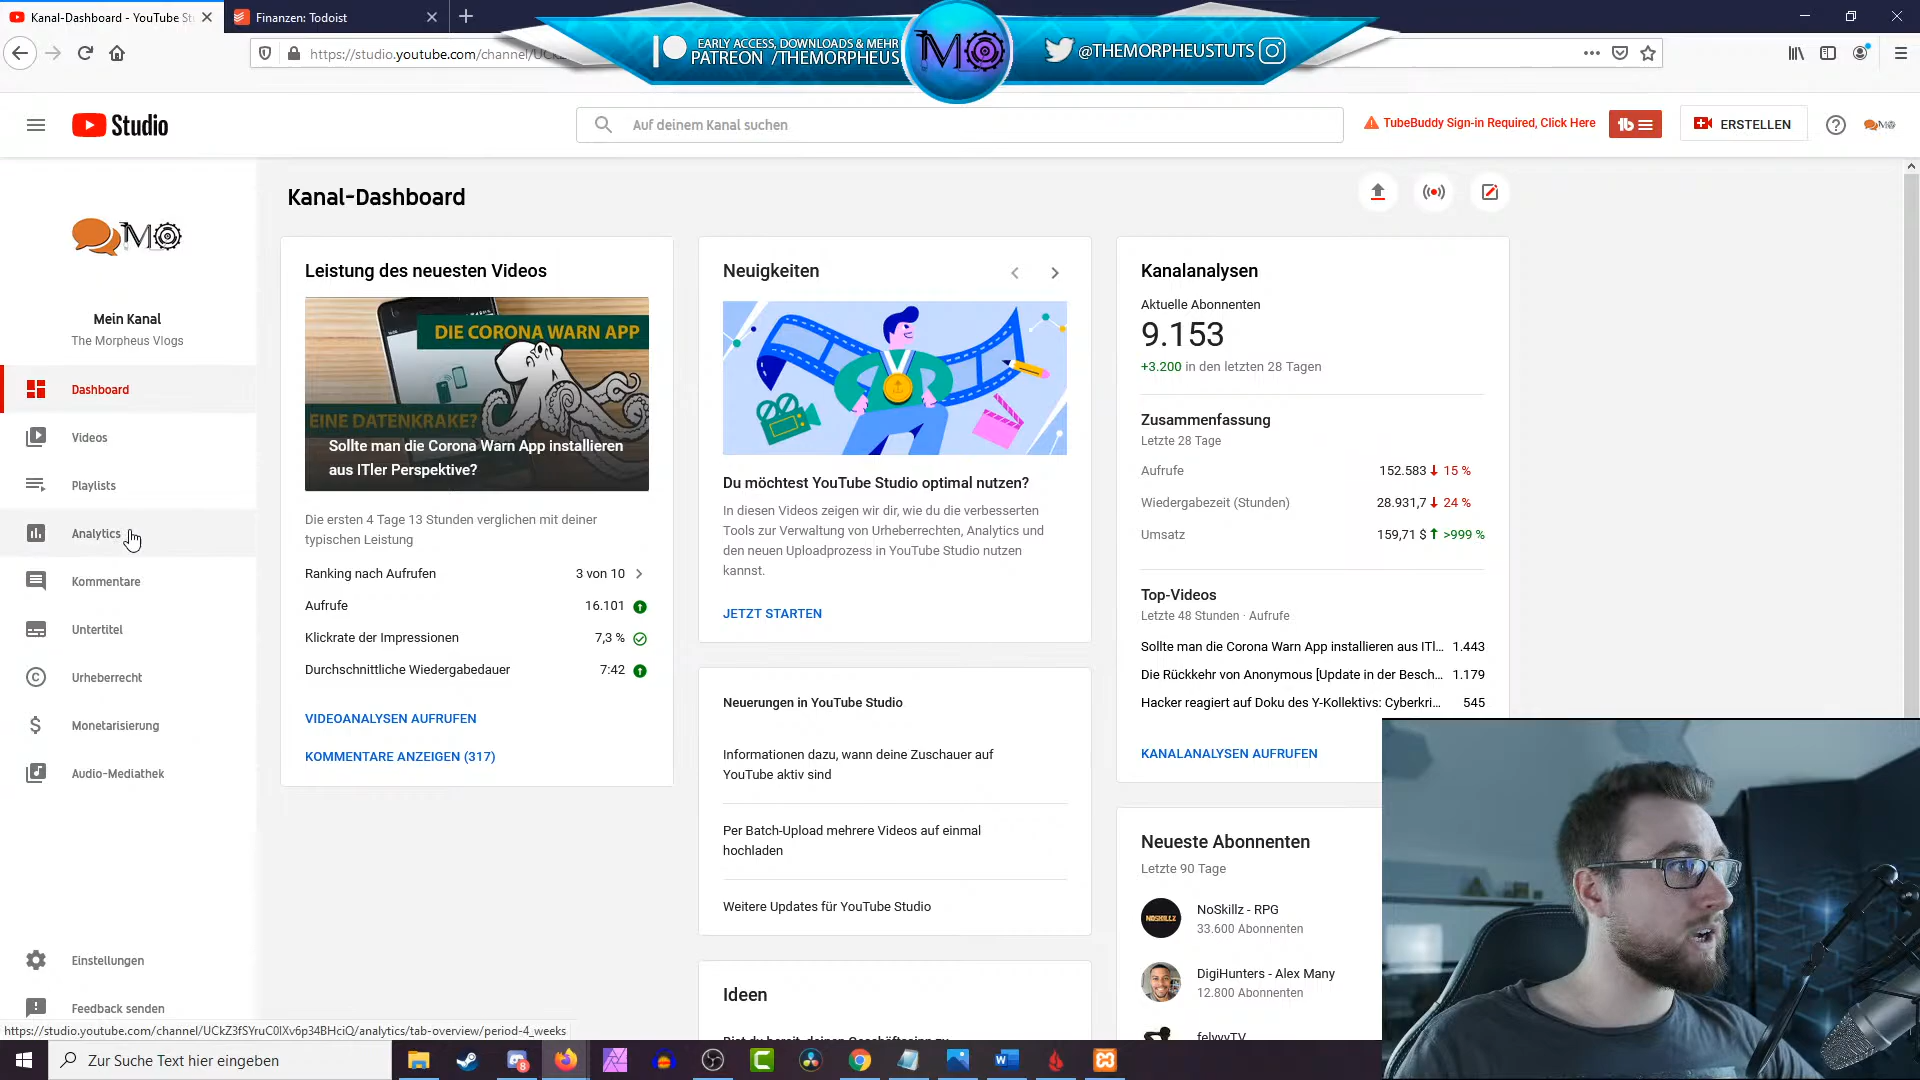 Kanal-Dashboard - YouTube St
Finanzen: Todoist
https://studio.youtube.com/channel/UCk
EARLY ACCESS, DOWNLOADS & MEHR
PATREON /THEMORPHEUS
MO
@THEMORPHEUSTUTS
Studio
Auf deinem Kanal suchen
TubeBuddy Sign-in Required, Click Here
tb
ERSTELLEN
MO
Kanal-Dashboard
MO
Mein Kanal
The Morpheus Vlogs
Dashboard
Videos
Playlists
Analytics
Kommentare
Untertitel
Urheberrecht
Monetarisierung
Audio-Mediathek
Einstellungen
Feedback senden
Leistung des neuesten Videos
DIE CORONA WARN APP
EINE DATENKRAKE?
Sollte man die Corona Warn App installieren
aus ITler Perspektive?
Die ersten 4 Tage 13 Stunden verglichen mit deiner
typischen Leistung
Ranking nach Aufrufen 3 von 10
Aufrufe 16.101
Klickrate der Impressionen 7,3 %
Durchschnittliche Wiedergabedauer 7:42
VIDEOANALYSEN AUFRUFEN
KOMMENTARE ANZEIGEN (317)
Neuigkeiten
Du möchtest YouTube Studio optimal nutzen?
In diesen Videos zeigen wir dir, wie du die verbesserten
Tools zur Verwaltung von Urheberrechten, Analytics und
den neuen Uploadprozess in YouTube Studio nutzen
kannst.
JETZT STARTEN
Neuerungen in YouTube Studio
Informationen dazu, wann deine Zuschauer auf
YouTube aktiv sind
Per Batch-Upload mehrere Videos auf einmal
hochladen
Weitere Updates für YouTube Studio
Ideen
Kanalanalysen
Aktuelle Abonnenten
9.153
+3.200 in den letzten 28 Tagen
Zusammenfassung
Letzte 28 Tage
Aufrufe 152.583 15 %
Wiedergabezeit (Stunden) 28.931,7 24 %
Umsatz 159,71 $ >999 %
Top-Videos
Letzte 48 Stunden · Aufrufe
Sollte man die Corona Warn App installieren aus ITl... 1.443
Die Rückkehr von Anonymous [Update in der Besch... 1.179
Hacker reagiert auf Doku des Y-Kollektivs: Cyberkri... 545
KANALANALYSEN AUFRUFEN
Neueste Abonnenten
Letzte 90 Tage
NOSKILLZ
NoSkillz - RPG
33.600 Abonnenten
DigiHunters - Alex Many
12.800 Abonnenten
felyyyTV
https://studio.youtube.com/channel/UCkZ3fSYruC0lXv6p34BHciQ/analytics/tab-overview/period-4_weeks
Zur Suche Text hier eingeben